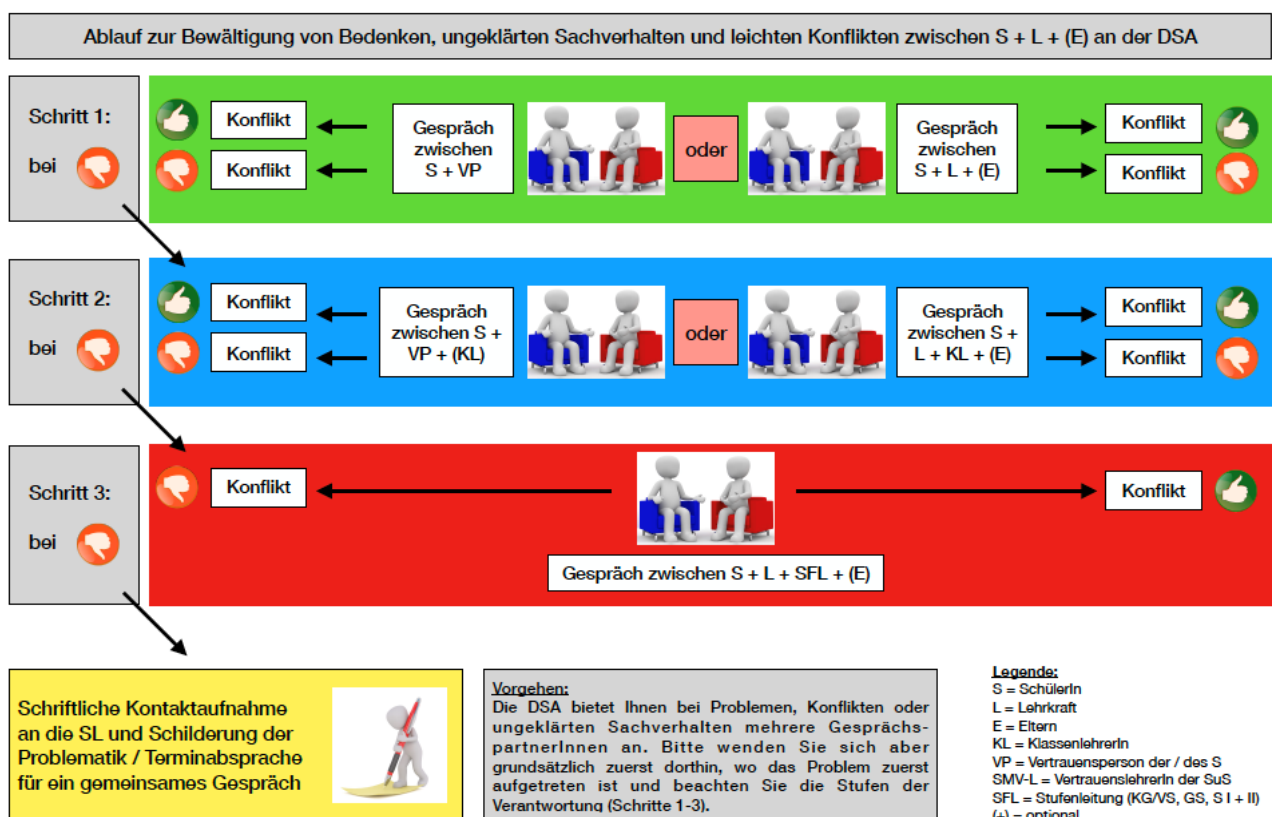 Ablauf zur Bewältigung von Bedenken, ungeklärten Sachverhalten und leichten Konflikten zwischen S + L + (E) an der DSA
Schritt 1:
bei
Konflikt
Konflikt
Gespräch
zwischen
S + VP
oder
Gespräch
zwischen
S + L + (E)
Konflikt
Konflikt
Schritt 2:
bei
Konflikt
Konflikt
Gespräch
zwischen S +
VP + (KL)
oder
Gespräch
zwischen S +
L + KL + (E)
Konflikt
Konflikt
Schritt 3:
bei
Konflikt
Konflikt
Gespräch zwischen S + L + SFL + (E)
Schriftliche Kontaktaufnahme
an die SL und Schilderung der
Problematik / Terminabsprache
für ein gemeinsames Gespräch
Vorgehen:
Die DSA bietet Ihnen bei Problemen, Konflikten oder
ungeklärten Sachverhalten mehrere Gesprächs-
partnerInnen an. Bitte wenden Sie sich aber
grundsätzlich zuerst dorthin, wo das Problem zuerst
aufgetreten ist und beachten Sie die Stufen der
Verantwortung (Schritte 1-3).
Legende:
S = SchülerIn
L = Lehrkraft
E = Eltern
KL = KlassenlehrerIn
VP = Vertrauensperson der / des S
SMV-L = VertrauenslehrerIn der SuS
SFL = Stufenleitung (KG/VS, GS, S I + II)
(+) = optional